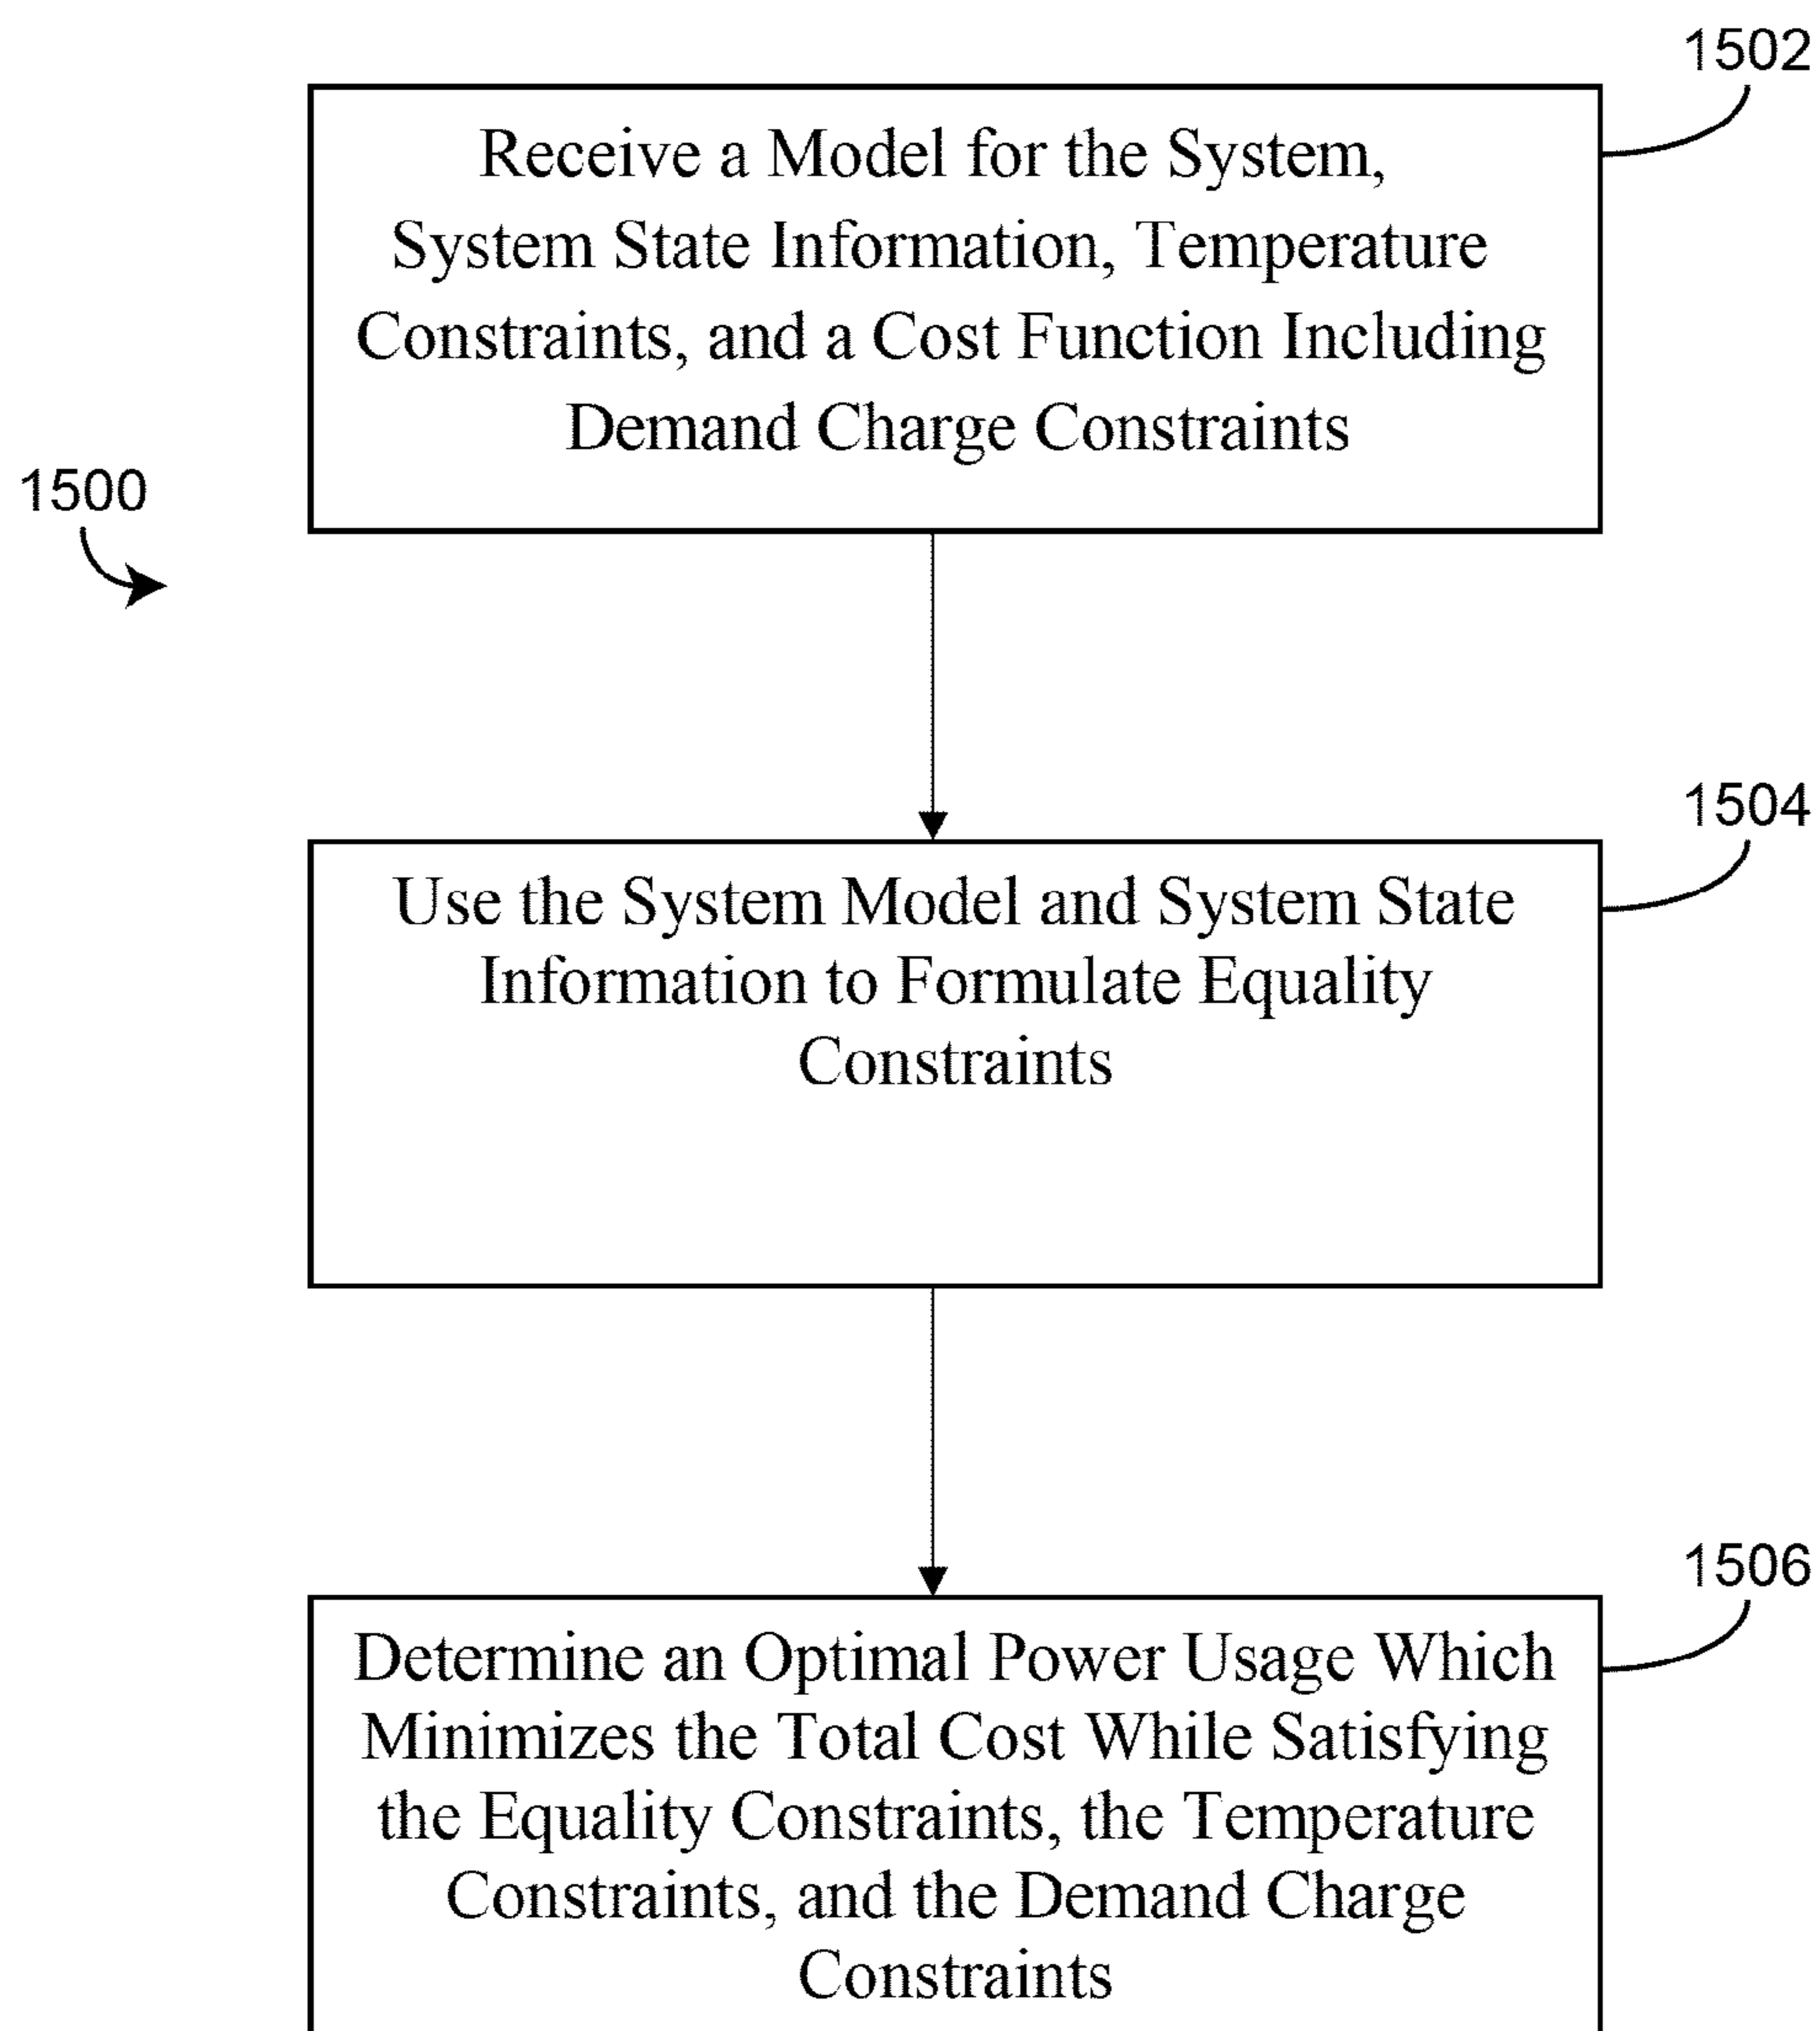 1502
Receive a Model for the System,
System State Information, Temperature
Constraints, and a Cost Function Including
Demand Charge Constraints
1500
1504
Use the System Model and System State
Information to Formulate Equality
Constraints
1506
Determine an Optimal Power Usage Which
Minimizes the Total Cost While Satisfying
the Equality Constraints, the Temperature
Constraints, and the Demand Charge
Constraints